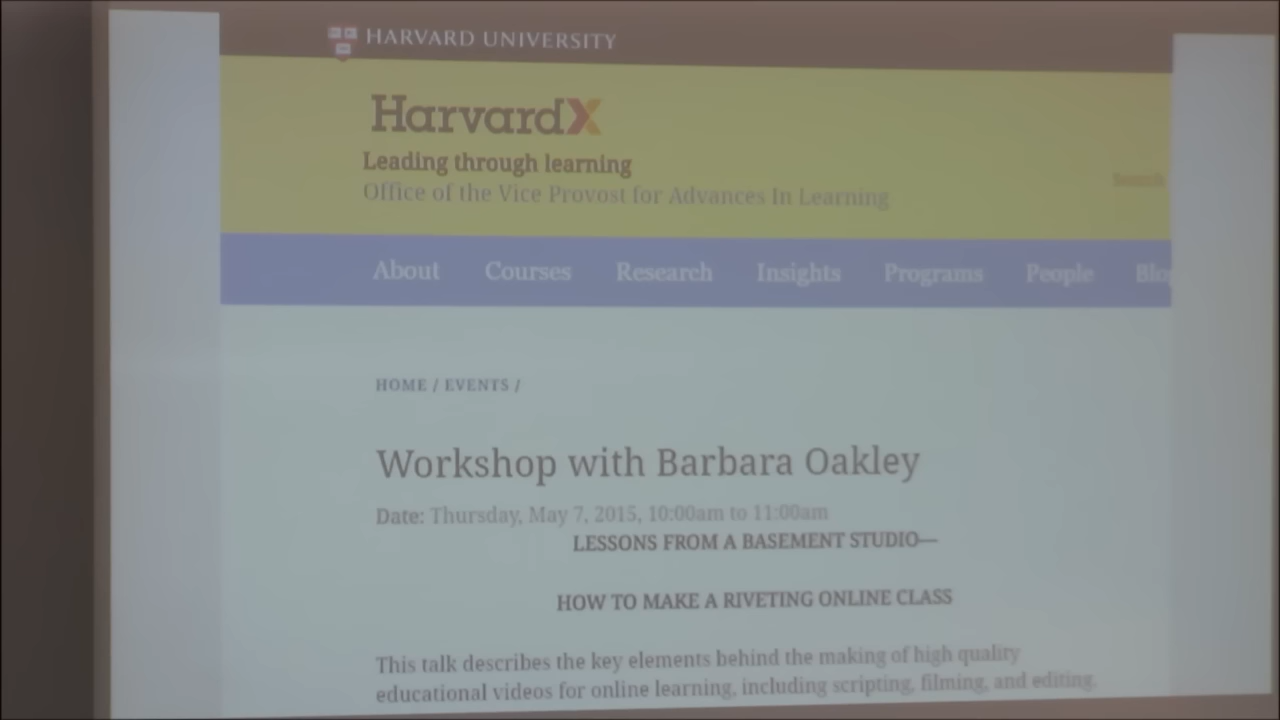 HARVARD UNIVERSITY
HarvardX
Leading through learning
Office of the Vice Provost for Advances In Learning
Search
About Courses Research Insights Programs People Blog
HOME / EVENTS /
Workshop with Barbara Oakley
Date: Thursday, May 7, 2015, 10:00am to 11:00am
LESSONS FROM A BASEMENT STUDIO—
HOW TO MAKE A RIVETING ONLINE CLASS
This talk describes the key elements behind the making of high quality
educational videos for online learning, including scripting, filming, and editing.